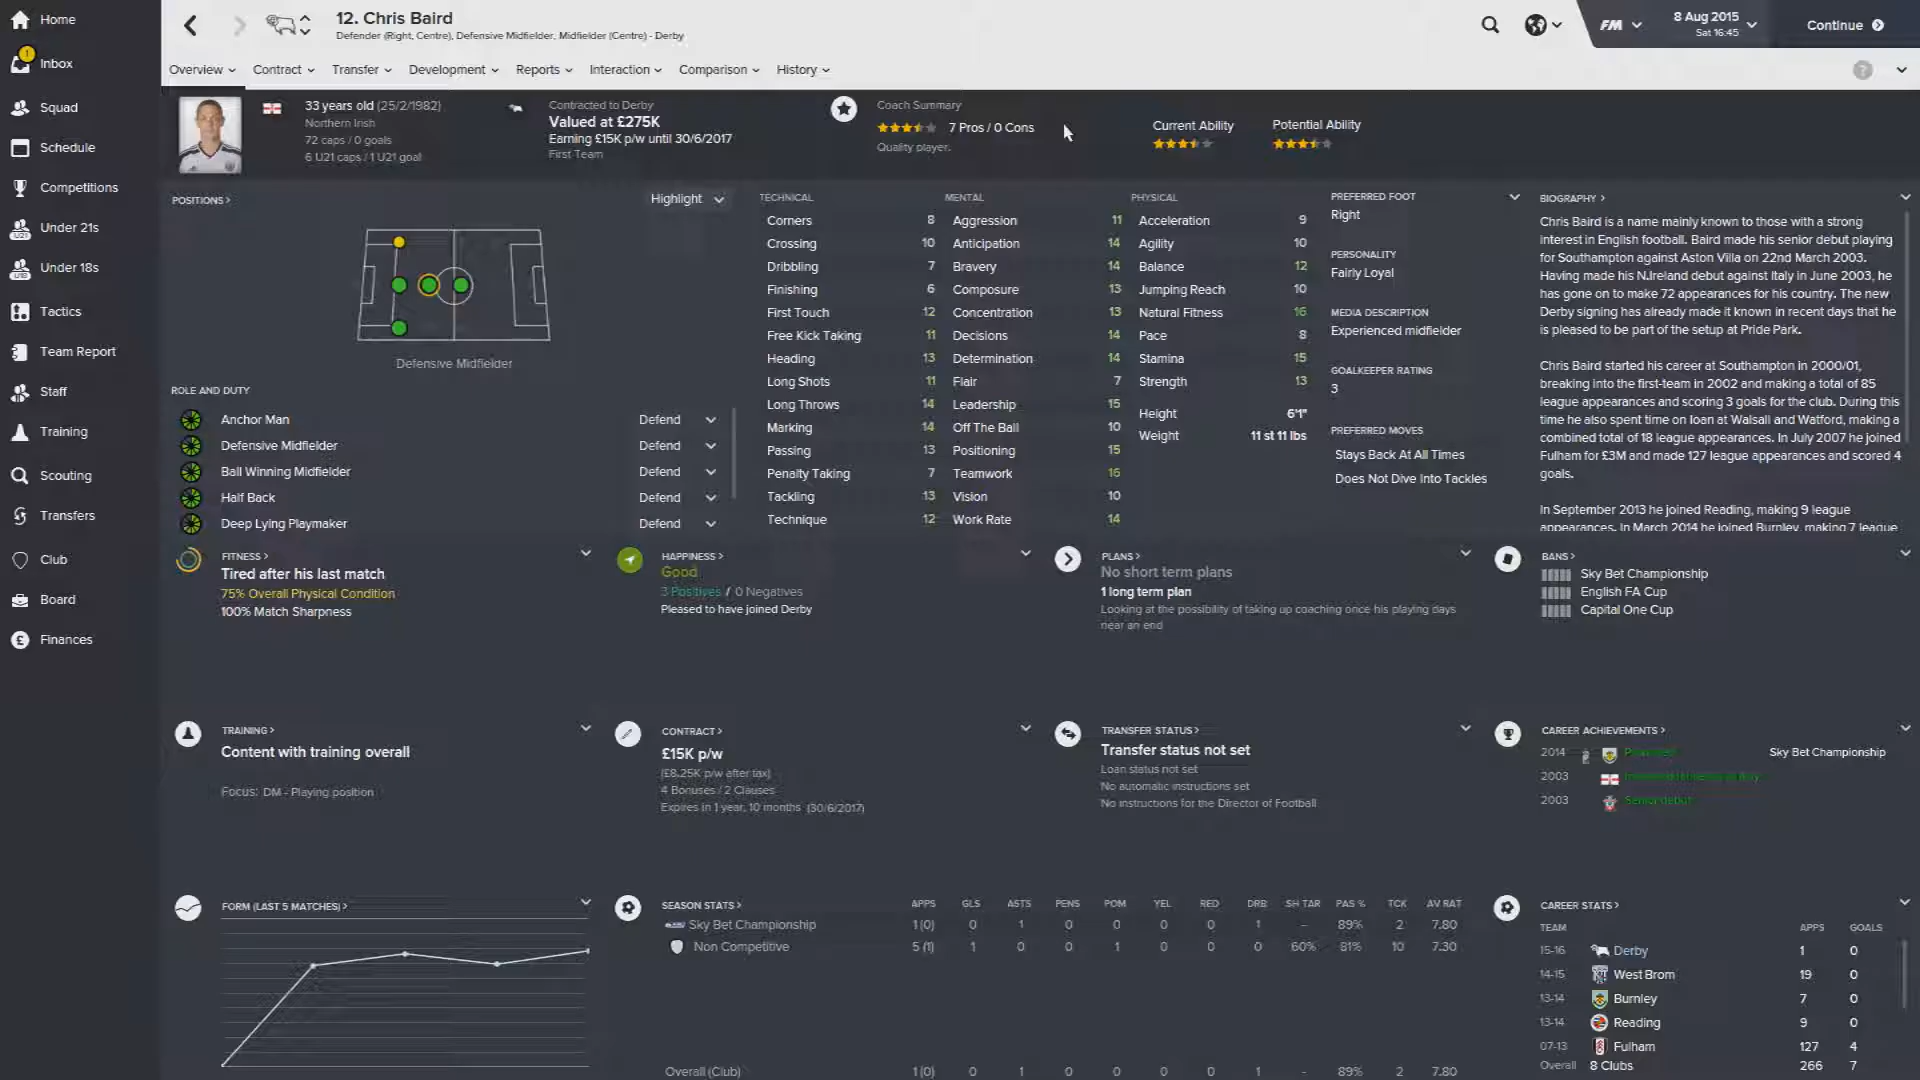 Home
1
Inbox
Squad
Schedule
Competitions
Under 21s
Under 18s
Tactics
Team Report
Staff
Training
Scouting
Transfers
Club
Board
Finances
12. Chris Baird
Defender (Right, Centre), Defensive Midfielder, Midfielder (Centre) - Derby
FM
8 Aug 2015
Sat 16:45
Continue
Overview Contract Transfer Development Reports Interaction Comparison History
?
33 years old (25/2/1982)
Northern Irish
72 caps / 0 goals
6 U21 caps / 1 U21 goal
Contracted to Derby
Valued at £275K
Earning £15K p/w until 30/6/2017
First Team
Coach Summary
7 Pros / 0 Cons
Quality player.
Current Ability
Potential Ability
POSITIONS >
Highlight
Defensive Midfielder
ROLE AND DUTY
Anchor Man Defend
Defensive Midfielder Defend
Ball Winning Midfielder Defend
Half Back Defend
Deep Lying Playmaker Defend
TECHNICAL
Corners 8
Crossing 10
Dribbling 7
Finishing 6
First Touch 12
Free Kick Taking 11
Heading 13
Long Shots 11
Long Throws 14
Marking 14
Passing 13
Penalty Taking 7
Tackling 13
Technique 12
MENTAL
Aggression 11
Anticipation 14
Bravery 14
Composure 13
Concentration 13
Decisions 14
Determination 14
Flair 7
Leadership 15
Off The Ball 10
Positioning 15
Teamwork 16
Vision 10
Work Rate 14
PHYSICAL
Acceleration 9
Agility 10
Balance 12
Jumping Reach 10
Natural Fitness 16
Pace 8
Stamina 15
Strength 13
Height 6'1"
Weight 11 st 11 lbs
PREFERRED FOOT
Right
PERSONALITY
Fairly Loyal
MEDIA DESCRIPTION
Experienced midfielder
GOALKEEPER RATING
3
PREFERRED MOVES
Stays Back At All Times
Does Not Dive Into Tackles
BIOGRAPHY >
Chris Baird is a name mainly known to those with a strong
interest in English football. Baird made his senior debut playing
for Southampton against Aston Villa on 22nd March 2003.
Having made his N.Ireland debut against Italy in June 2003, he
has gone on to make 72 appearances for his country. The new
Derby signing has already made it known in recent days that he
is pleased to be part of the setup at Pride Park.
Chris Baird started his career at Southampton in 2000/01,
breaking into the first-team in 2002 and making a total of 85
league appearances and scoring 3 goals for the club. During this
time he also spent time on loan at Walsall and Watford, making a
combined total of 18 league appearances. In July 2007 he joined
Fulham for £3M and made 127 league appearances and scored 4
goals.
In September 2013 he joined Reading, making 9 league
appearances. In March 2014 he joined Burnley, making 7 league
FITNESS >
Tired after his last match
75% Overall Physical Condition
100% Match Sharpness
HAPPINESS >
Good
3 Positives / 0 Negatives
Pleased to have joined Derby
PLANS >
No short term plans
1 long term plan
Looking at the possibility of taking up coaching once his playing days
near an end
BANS >
Sky Bet Championship
English FA Cup
Capital One Cup
TRAINING >
Content with training overall
Focus: DM - Playing position
CONTRACT >
£15K p/w
(£8.25K p/w after tax)
4 Bonuses / 2 Clauses
Expires in 1 year, 10 months (30/6/2017)
TRANSFER STATUS >
Transfer status not set
Loan status not set
No automatic instructions set
No instructions for the Director of Football
CAREER ACHIEVEMENTS >
2014 Sky Bet Championship
2003
2003 Senior debut
FORM (LAST 5 MATCHES) >
SEASON STATS > APPS GLS ASTS PENS POM YEL RED DRB SH TAR PAS % TCK AV RAT
Sky Bet Championship 1 (0) 0 1 0 0 0 0 1 - 89% 2 7.80
Non Competitive 5 (1) 1 0 0 1 0 0 0 60% 81% 10 7.30
Overall (Club) 1 (0) 0 1 0 0 0 0 1 - 89% 2 7.80
CAREER STATS >
TEAM APPS GOALS
15-16 Derby 1 0
14-15 West Brom 19 0
13-14 Burnley 7 0
13-14 Reading 9 0
07-13 Fulham 127 4
Overall 8 Clubs 266 7